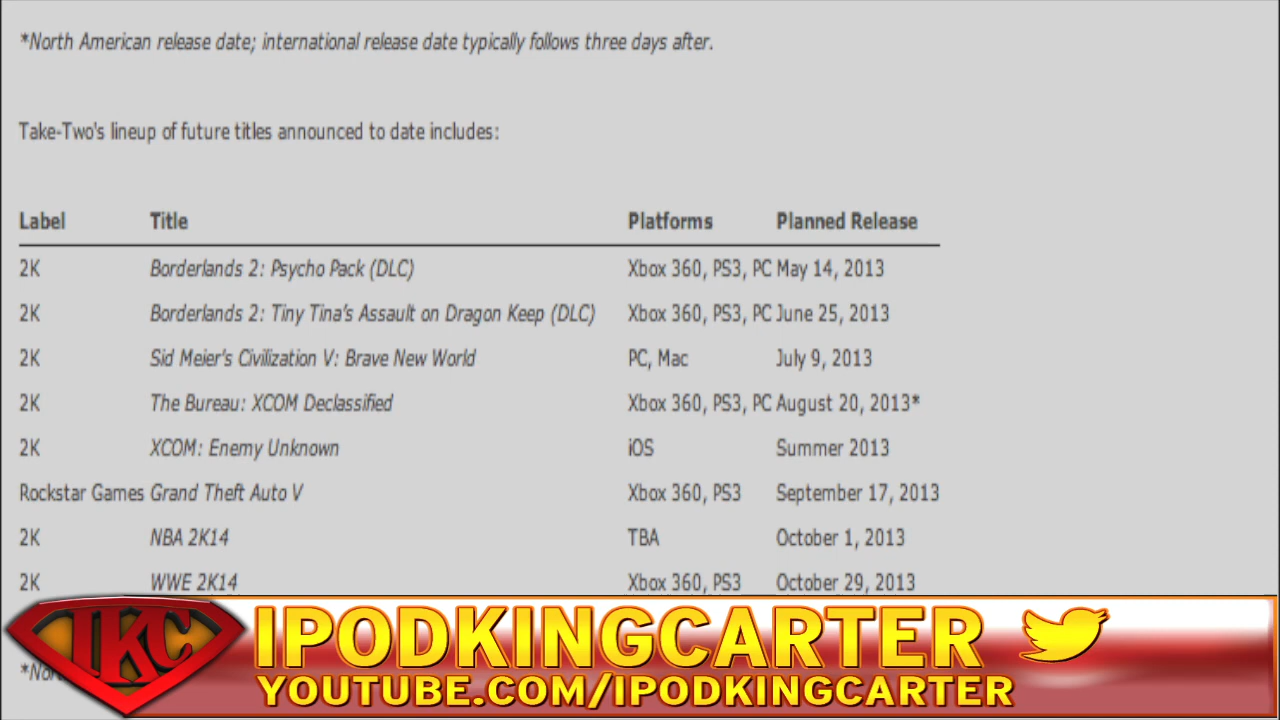 *North American release date; international release date typically follows three days after.
Take-Two's lineup of future titles announced to date includes:
Label Title Platforms Planned Release
2K Borderlands 2: Psycho Pack (DLC) Xbox 360, PS3, PC May 14, 2013
2K Borderlands 2: Tiny Tina's Assault on Dragon Keep (DLC) Xbox 360, PS3, PC June 25, 2013
2K Sid Meier's Civilization V: Brave New World PC, Mac July 9, 2013
2K The Bureau: XCOM Declassified Xbox 360, PS3, PC August 20, 2013*
2K XCOM: Enemy Unknown iOS Summer 2013
Rockstar Games Grand Theft Auto V Xbox 360, PS3 September 17, 2013
2K NBA 2K14 TBA October 1, 2013
2K WWE 2K14 Xbox 360, PS3 October 29, 2013
IKC IPODKINGCARTER
YOUTUBE.COM/IPODKINGCARTER